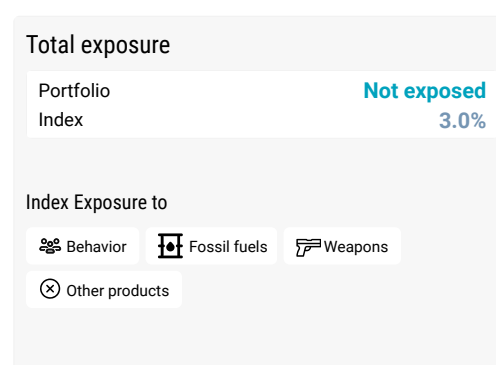 Total exposure
Portfolio Not exposed
Index 3.0%
Index Exposure to
Behavior Fossil fuels Weapons
Other products